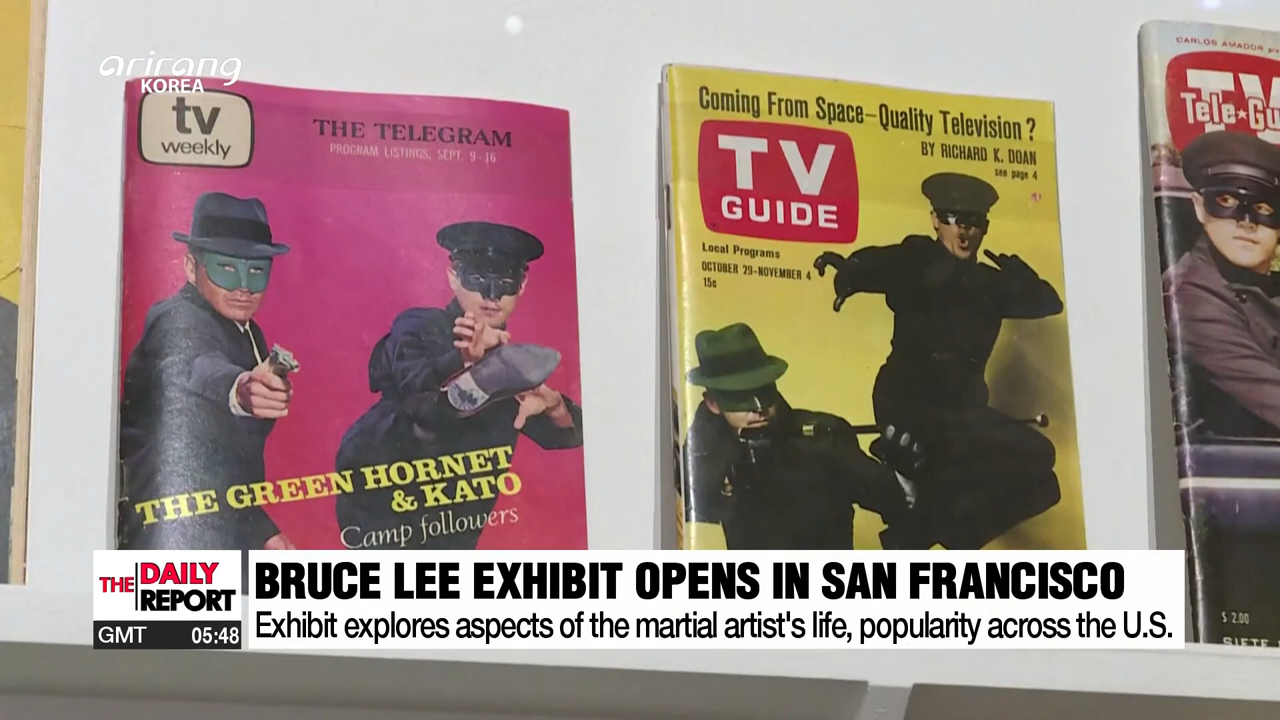 arirang
KOREA
tv
weekly
THE TELEGRAM
PROGRAM LISTINGS, SEPT. 9-16
THE GREEN HORNET
& KATO
Camp followers
Coming From Space–Quality Television?
BY RICHARD K. DOAN
see page 4
TV
GUIDE
Local Programs
OCTOBER 29-NOVEMBER 4
15¢
CARLOS AMADOR
TV
$ 2.00
SIETE
THE DAILY
REPORT
GMT 05:48
BRUCE LEE EXHIBIT OPENS IN SAN FRANCISCO
Exhibit explores aspects of the martial artist's life, popularity across the U.S.